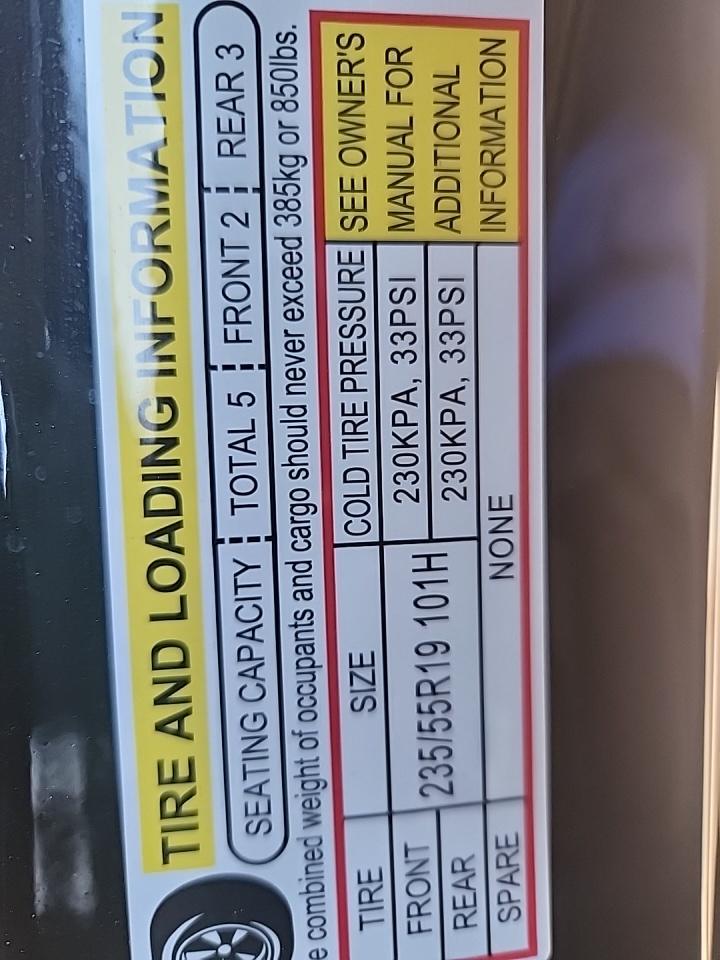 TIRE AND LOADING INFORMATION
SEATING CAPACITY TOTAL 5 FRONT 2 REAR 3
combined weight of occupants and cargo should never exceed 385kg or 850lbs.
TIRE SIZE COLD TIRE PRESSURE
FRONT 235/55R19 101H 230KPA, 33PSI
REAR 230KPA, 33PSI
SPARE NONE
SEE OWNER'S
MANUAL FOR
ADDITIONAL
INFORMATION